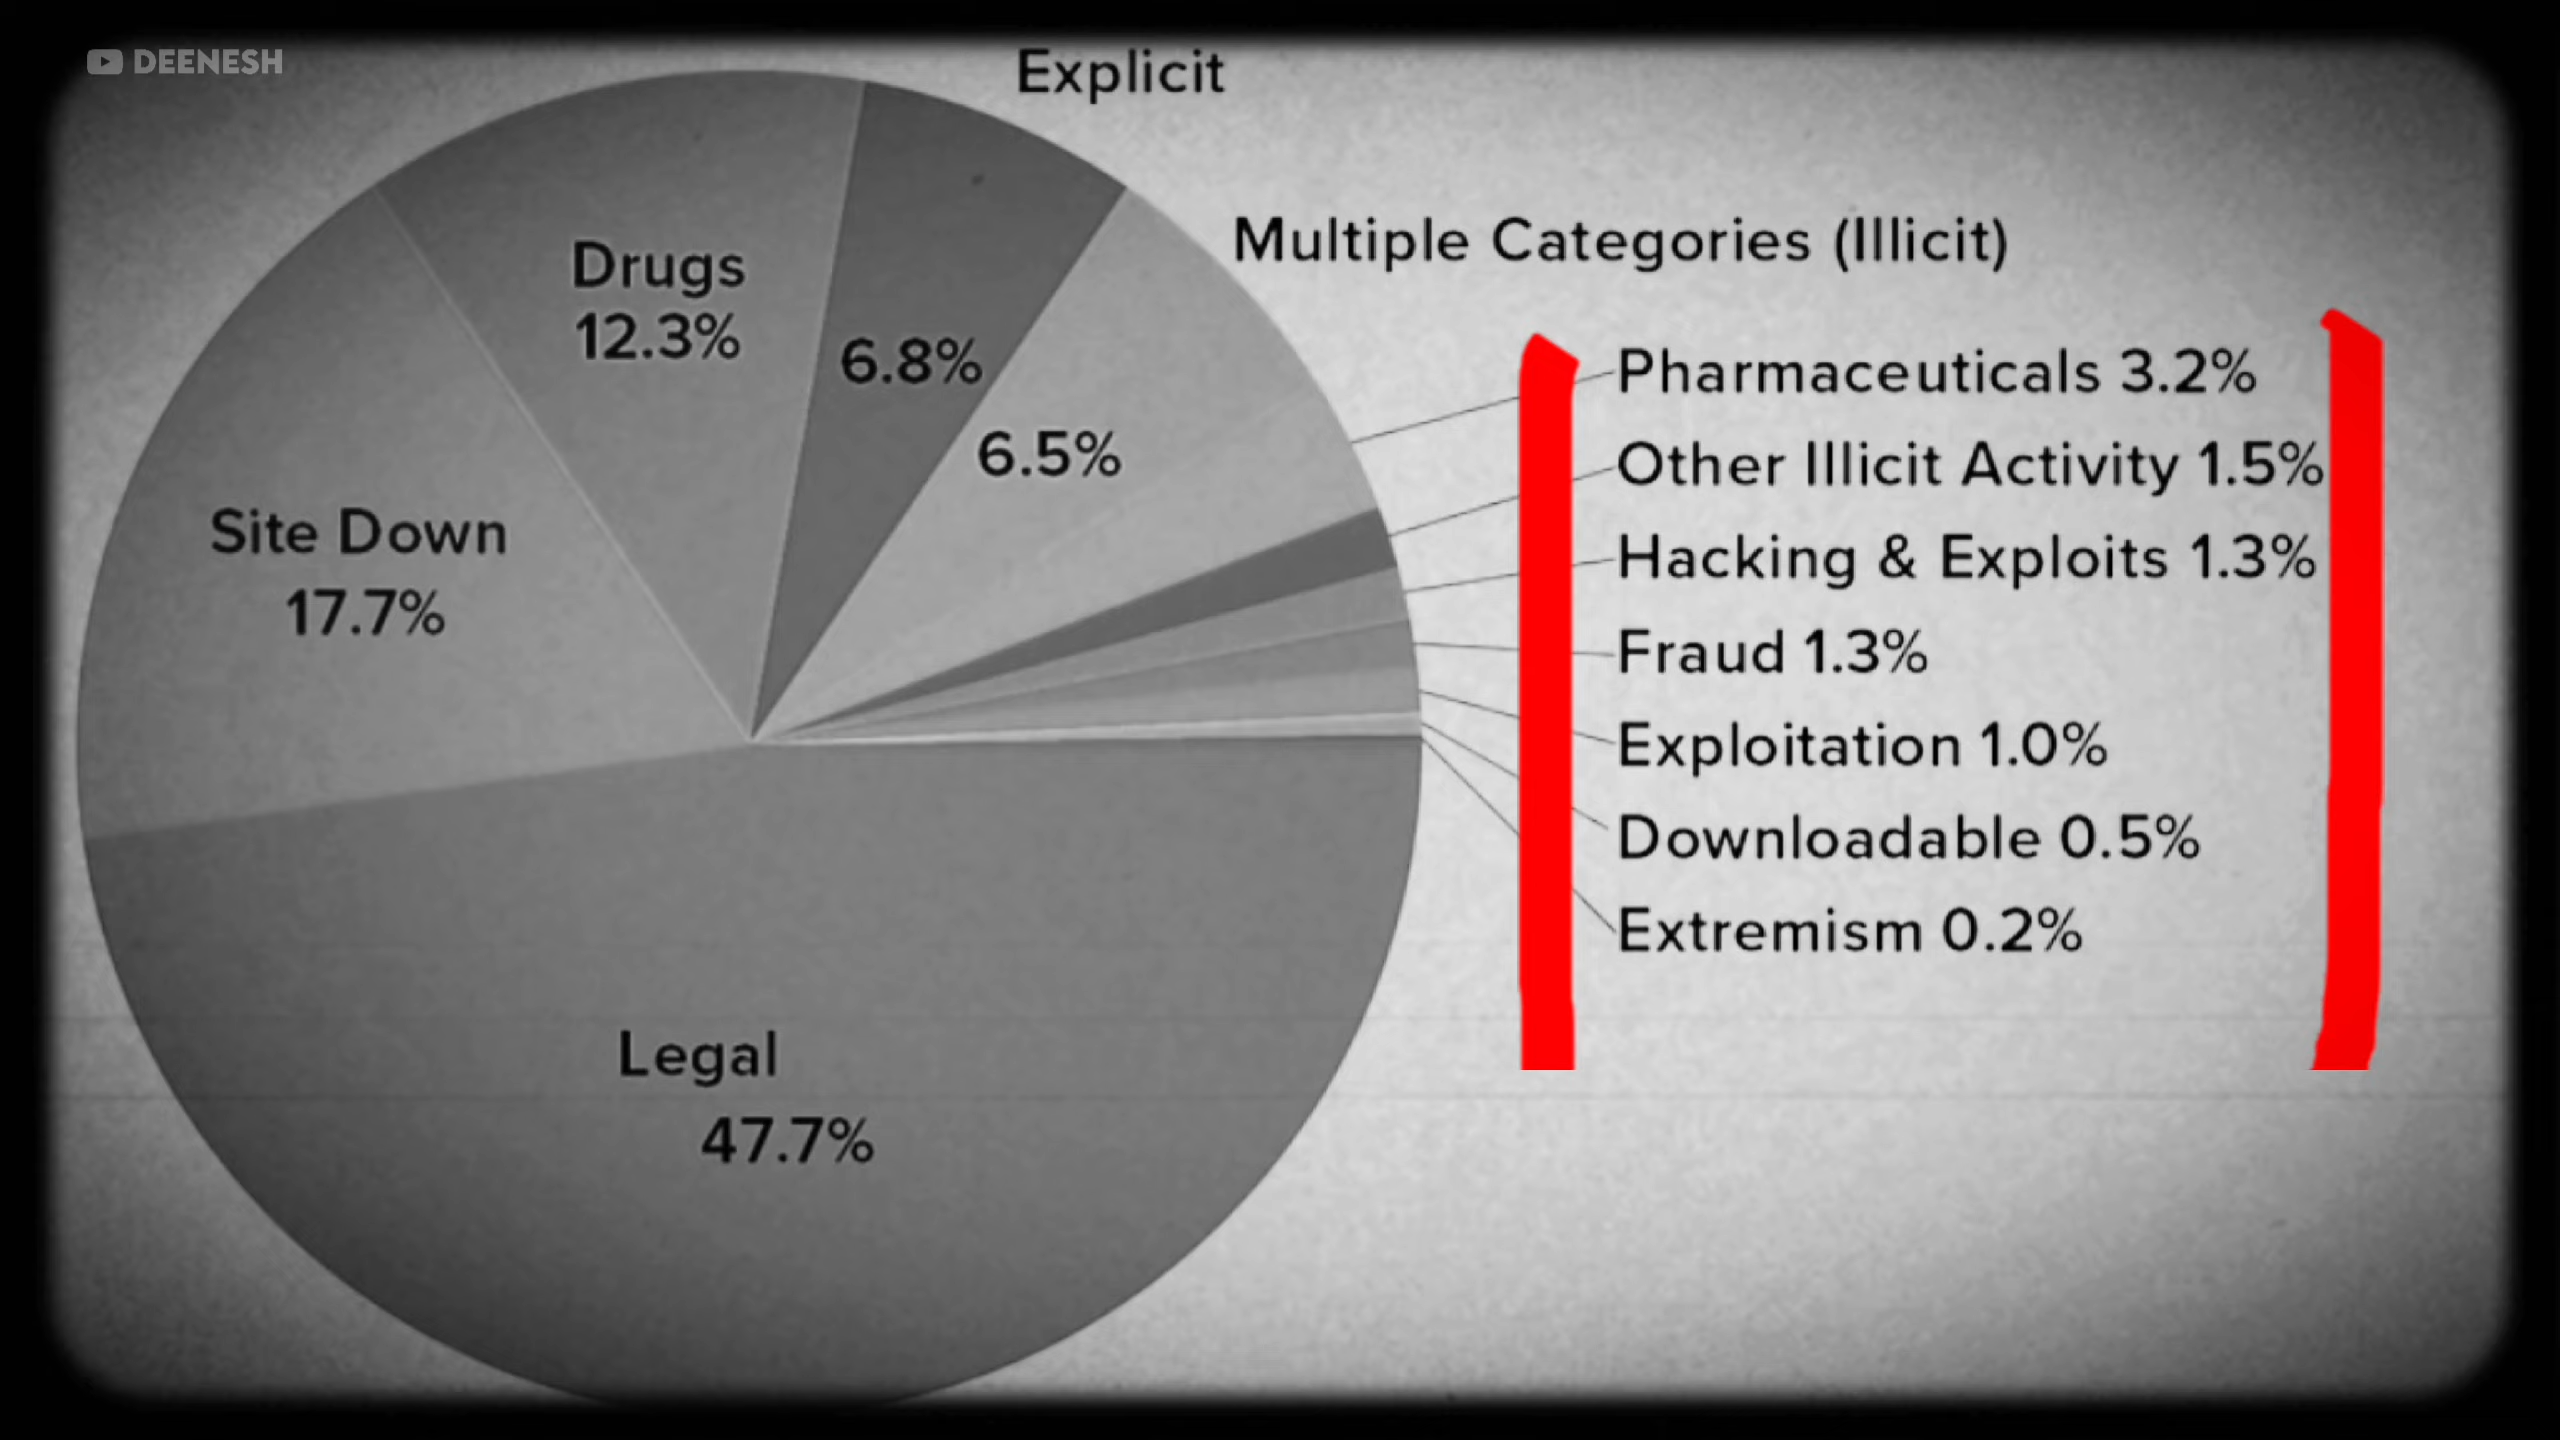 DEENESH
Explicit
6.8%
Multiple Categories (Illicit)
6.5%
Drugs
12.3%
Site Down
17.7%
Legal
47.7%
Pharmaceuticals 3.2%
Other Illicit Activity 1.5%
Hacking & Exploits 1.3%
Fraud 1.3%
Exploitation 1.0%
Downloadable 0.5%
Extremism 0.2%